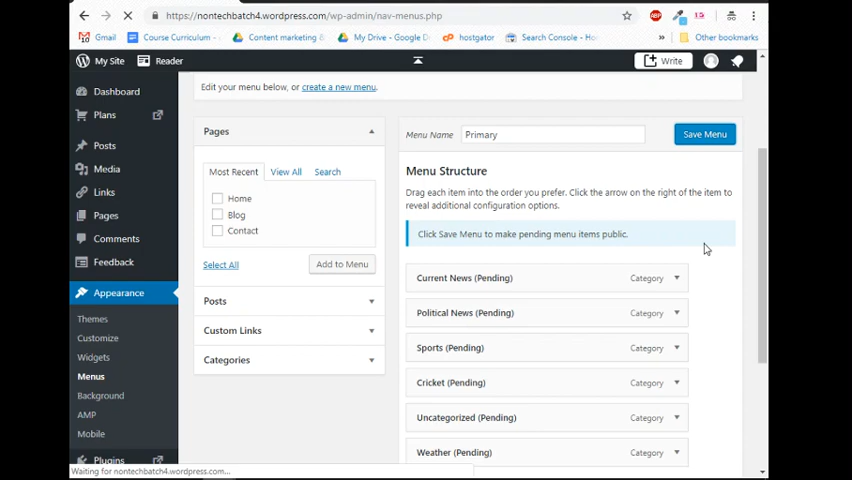 https://nontechbatch4.wordpress.com/wp-admin/nav-menus.php
Gmail
Course Curriculum -
Content marketing &
My Drive - Google D
hostgator
Search Console - Ho
»
Other bookmarks
My Site
Reader
Write
Dashboard
Plans
Posts
Media
Links
Pages
Comments
Feedback
Appearance
Themes
Customize
Widgets
Menus
Background
AMP
Mobile
Plugins
Edit your menu below, or create a new menu.
Pages
Most Recent View All Search
Home
Blog
Contact
Select All
Add to Menu
Posts
Custom Links
Categories
Menu Name Primary
Save Menu
Menu Structure
Drag each item into the order you prefer. Click the arrow on the right of the item to
reveal additional configuration options.
Click Save Menu to make pending menu items public.
Current News (Pending) Category
Political News (Pending) Category
Sports (Pending) Category
Cricket (Pending) Category
Uncategorized (Pending) Category
Weather (Pending) Category
Waiting for nontechbatch4.wordpress.com...